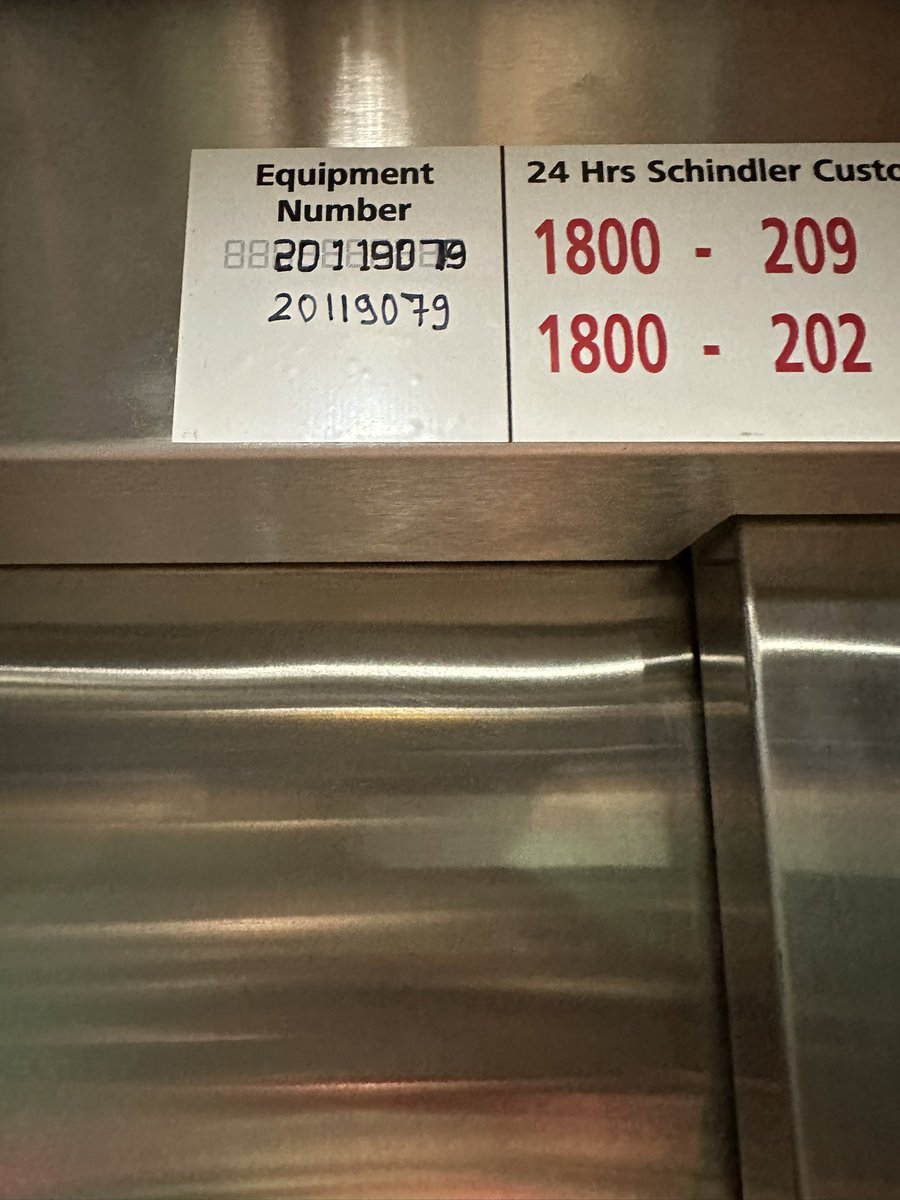 Equipment
Number
20119079
20119079
24 Hrs Schindler Custo
1800 - 209
1800 - 202